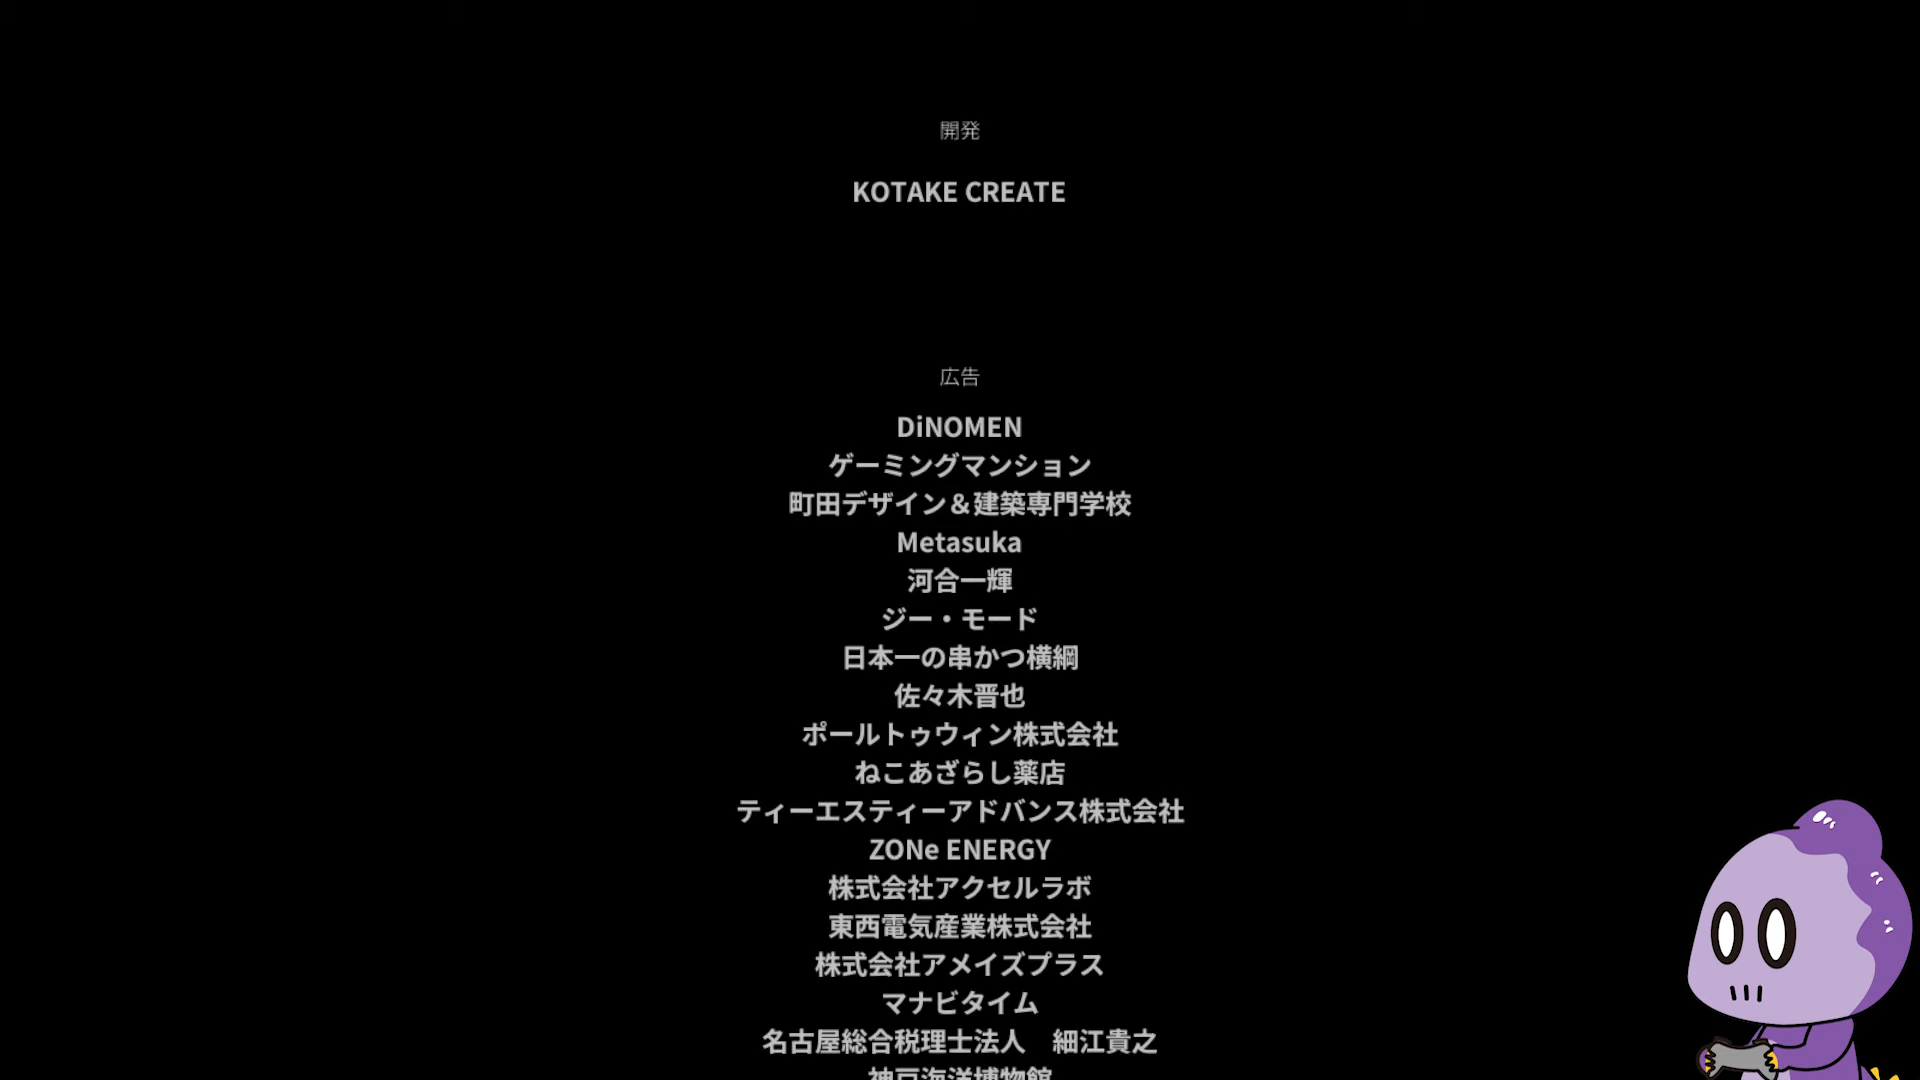 開発
KOTAKE CREATE
広告
DiNOMEN
ゲーミングマンション
町田デザイン＆建築専門学校
Metasuka
河合一輝
ジー・モード
日本一の串かつ横綱
佐々木晋也
ポールトゥウィン株式会社
ねこあざらし薬店
ティーエスティーアドバンス株式会社
ZONe ENERGY
株式会社アクセルラボ
東西電気産業株式会社
株式会社アメイズプラス
マナビタイム
名古屋総合税理士法人　細江貴之
神戸海洋博物館